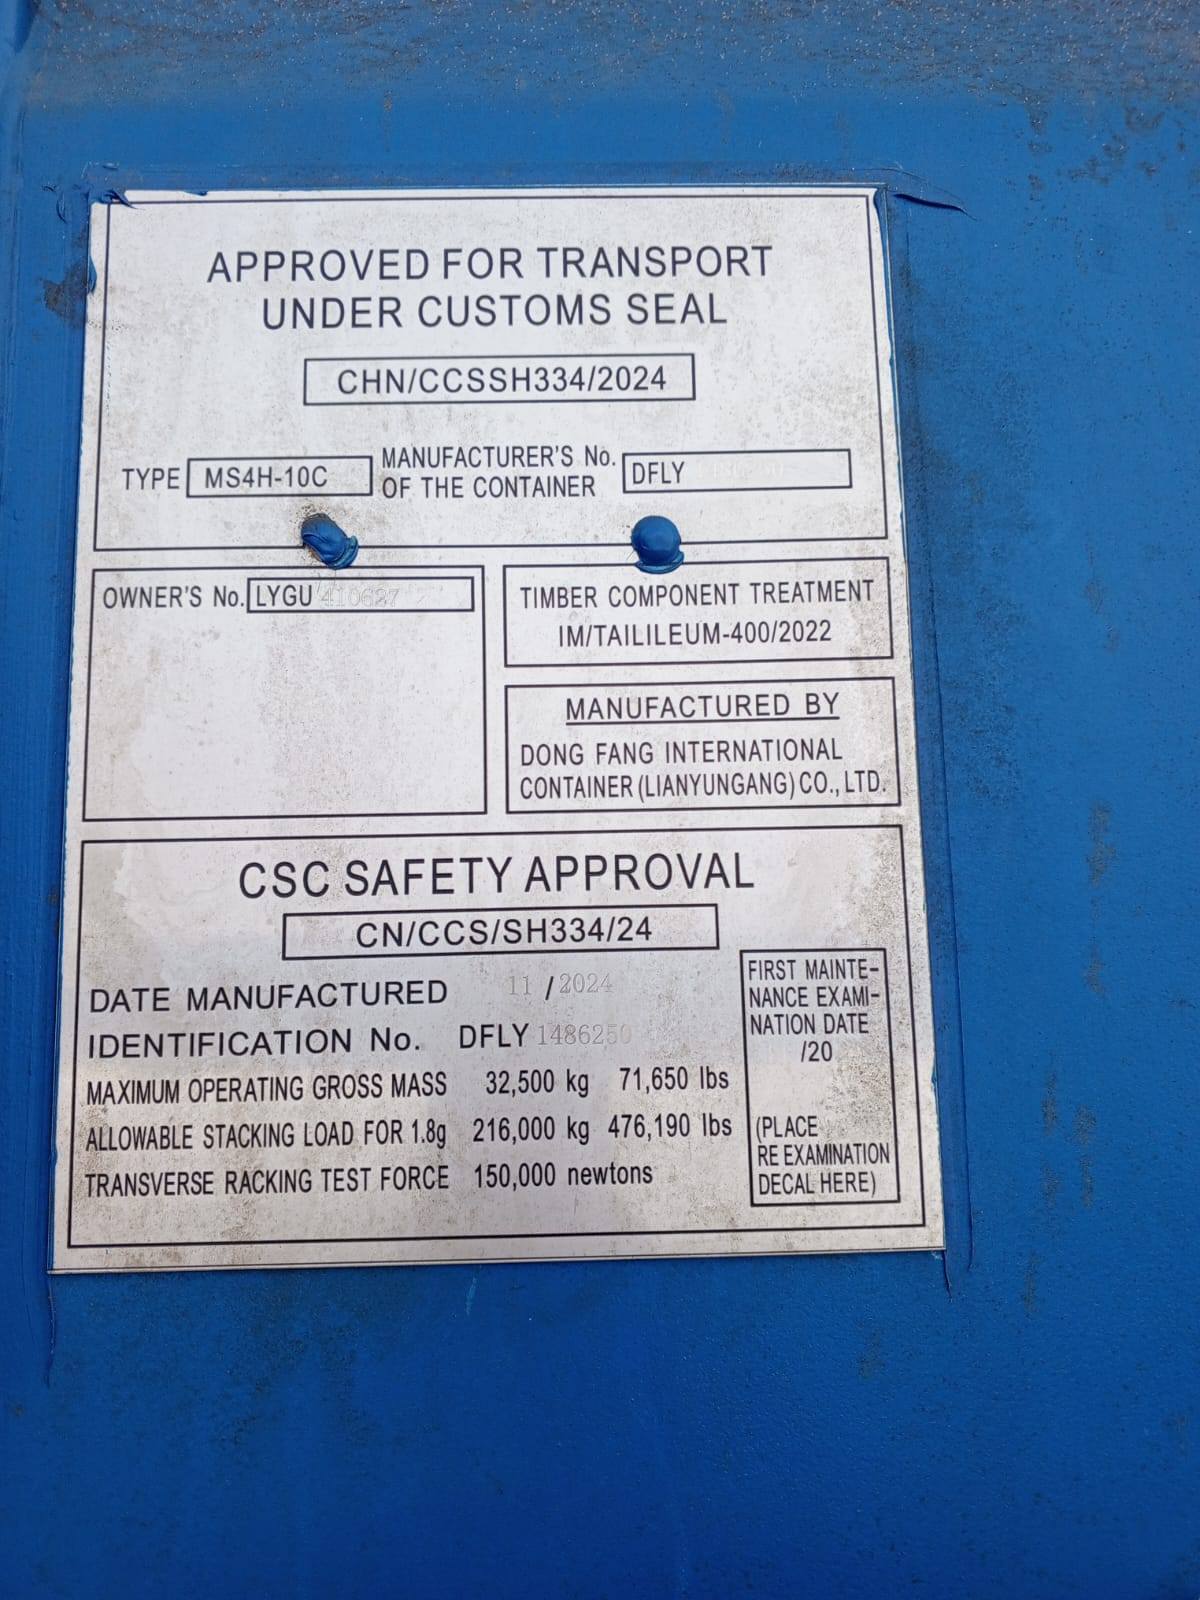 APPROVED FOR TRANSPORT
UNDER CUSTOMS SEAL
CHN/CCSSH334/2024
TYPE MS4H-10C
MANUFACTURER'S No.
OF THE CONTAINER
DFLY
OWNER'S No. LYGU 410627
TIMBER COMPONENT TREATMENT
IM/TAILILEUM-400/2022
MANUFACTURED BY
DONG FANG INTERNATIONAL
CONTAINER (LIANYUNGANG) CO., LTD.
CSC SAFETY APPROVAL
CN/CCS/SH334/24
DATE MANUFACTURED 11 / 2024
IDENTIFICATION No. DFLY 1486250
MAXIMUM OPERATING GROSS MASS 32,500 kg 71,650 lbs
ALLOWABLE STACKING LOAD FOR 1.8g 216,000 kg 476,190 lbs
TRANSVERSE RACKING TEST FORCE 150,000 newtons
FIRST MAINTE-
NANCE EXAMI-
NATION DATE
/20
(PLACE
RE EXAMINATION
DECAL HERE)